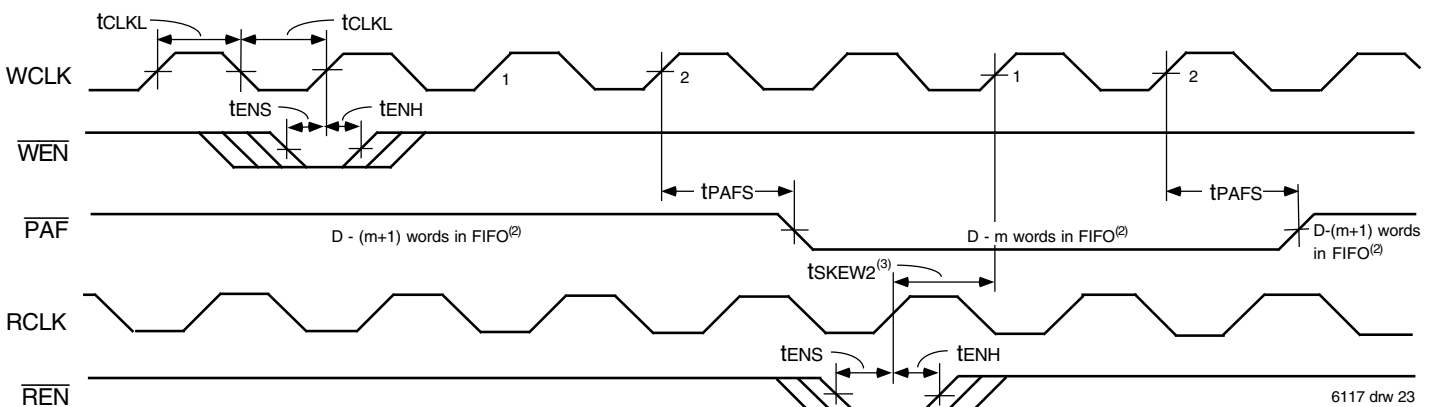 tCLKL tCLKL
WCLK 1 2 1 2
tENS tENH
WEN
tPAFS tPAFS
PAF
D - (m+1) words in FIFO(2) D - m words in FIFO(2) D-(m+1) words
in FIFO(2)
tSKEW2(3)
RCLK
tENS tENH
REN
6117 drw 23